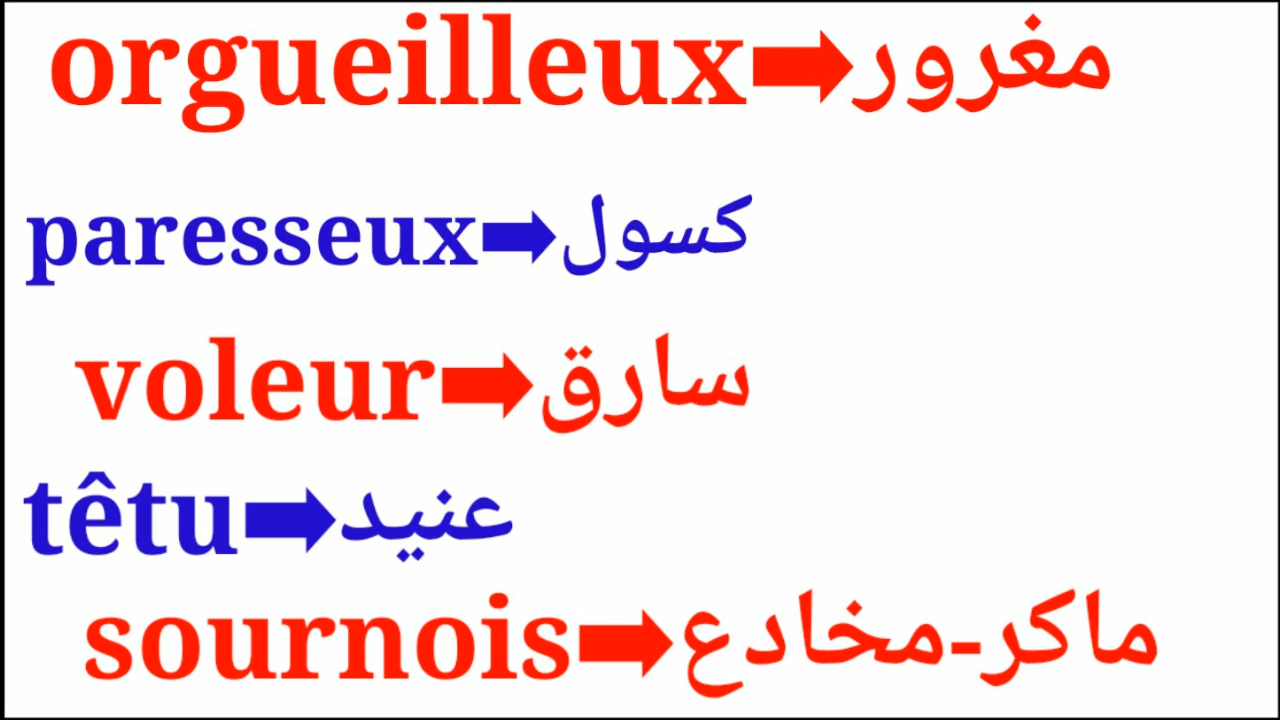 orgueilleux➡مغرور
paresseux➡كسول
voleur➡سارق
têtu➡عنيد
sournois➡ماكر-مخادع